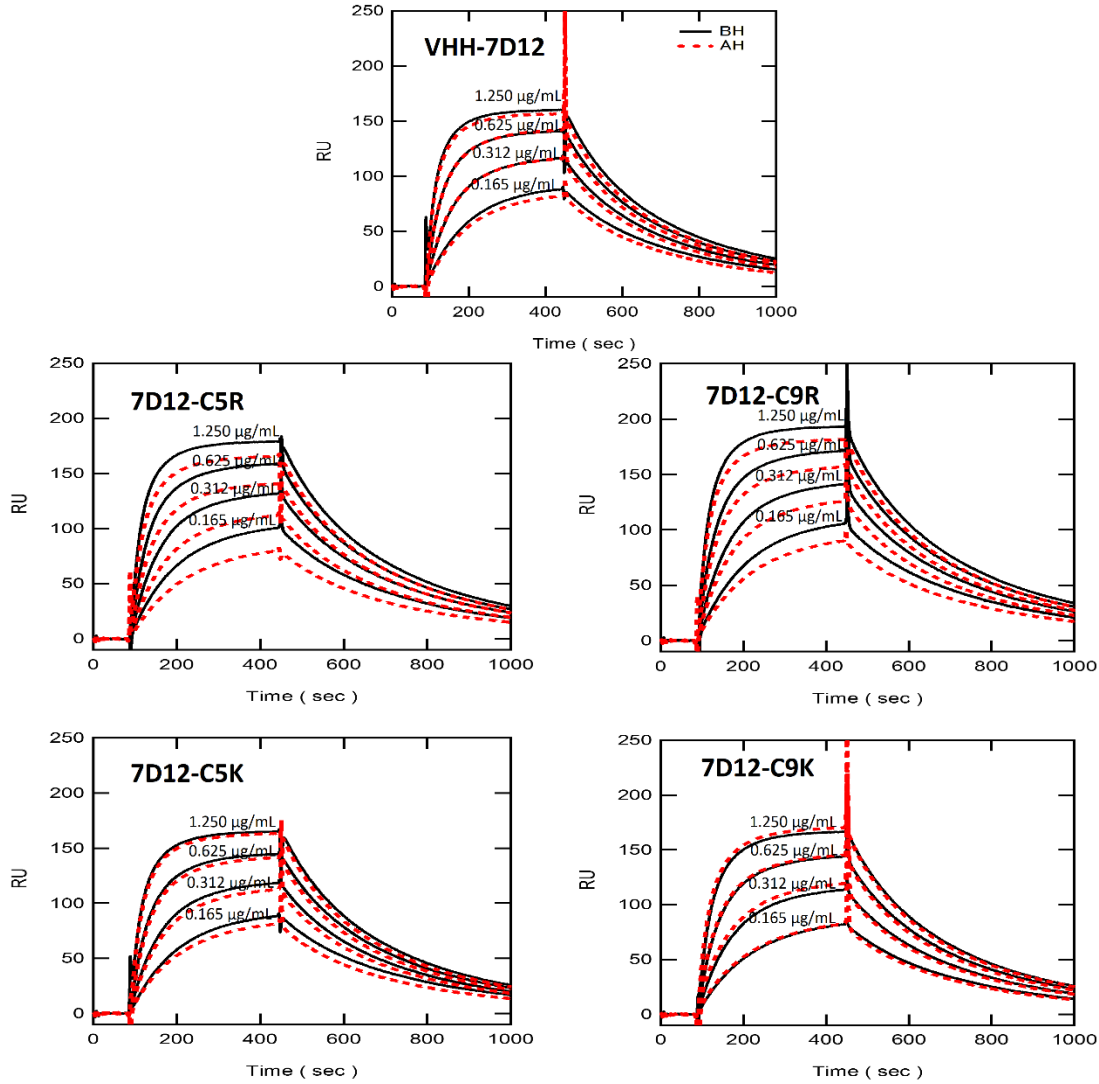 VHH-7D12
BH
AH
250
200
150
100
50
0
RU
1.250 µg/mL
0.625 µg/mL
0.312 µg/mL
0.165 µg/mL
0 200 400 600 800 1000
Time ( sec )
7D12-C5R
250
200
150
100
50
0
RU
1.250 µg/mL
0.625 µg/mL
0.312 µg/mL
0.165 µg/mL
0 200 400 600 800 1000
Time ( sec )
7D12-C9R
250
200
150
100
50
0
RU
1.250 µg/mL
0.625 µg/mL
0.312 µg/mL
0.165 µg/mL
0 200 400 600 800 1000
Time ( sec )
7D12-C5K
250
200
150
100
50
0
RU
1.250 µg/mL
0.625 µg/mL
0.312 µg/mL
0.165 µg/mL
0 200 400 600 800 1000
Time ( sec )
7D12-C9K
250
200
150
100
50
0
RU
1.250 µg/mL
0.625 µg/mL
0.312 µg/mL
0.165 µg/mL
0 200 400 600 800 1000
Time ( sec )